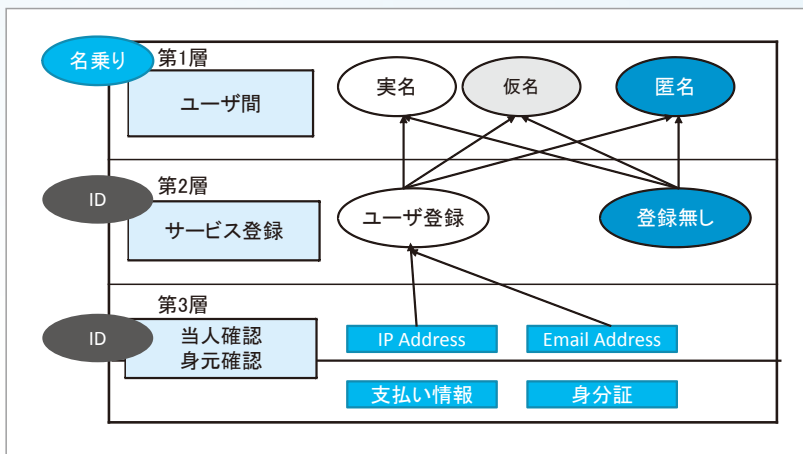 名乗り
第1層
ユーザ間
実名
仮名
匿名
ID
第2層
サービス登録
ユーザ登録
登録無し
ID
第3層
当人確認
身元確認
IP Address
Email Address
支払い情報
身分証